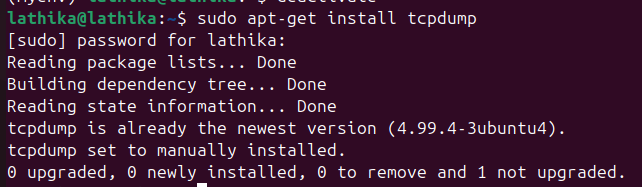 lathika@lathika:~$ sudo apt-get install tcpdump
[sudo] password for lathika:
Reading package lists... Done
Building dependency tree... Done
Reading state information... Done
tcpdump is already the newest version (4.99.4-3ubuntu4).
tcpdump set to manually installed.
0 upgraded, 0 newly installed, 0 to remove and 1 not upgraded.